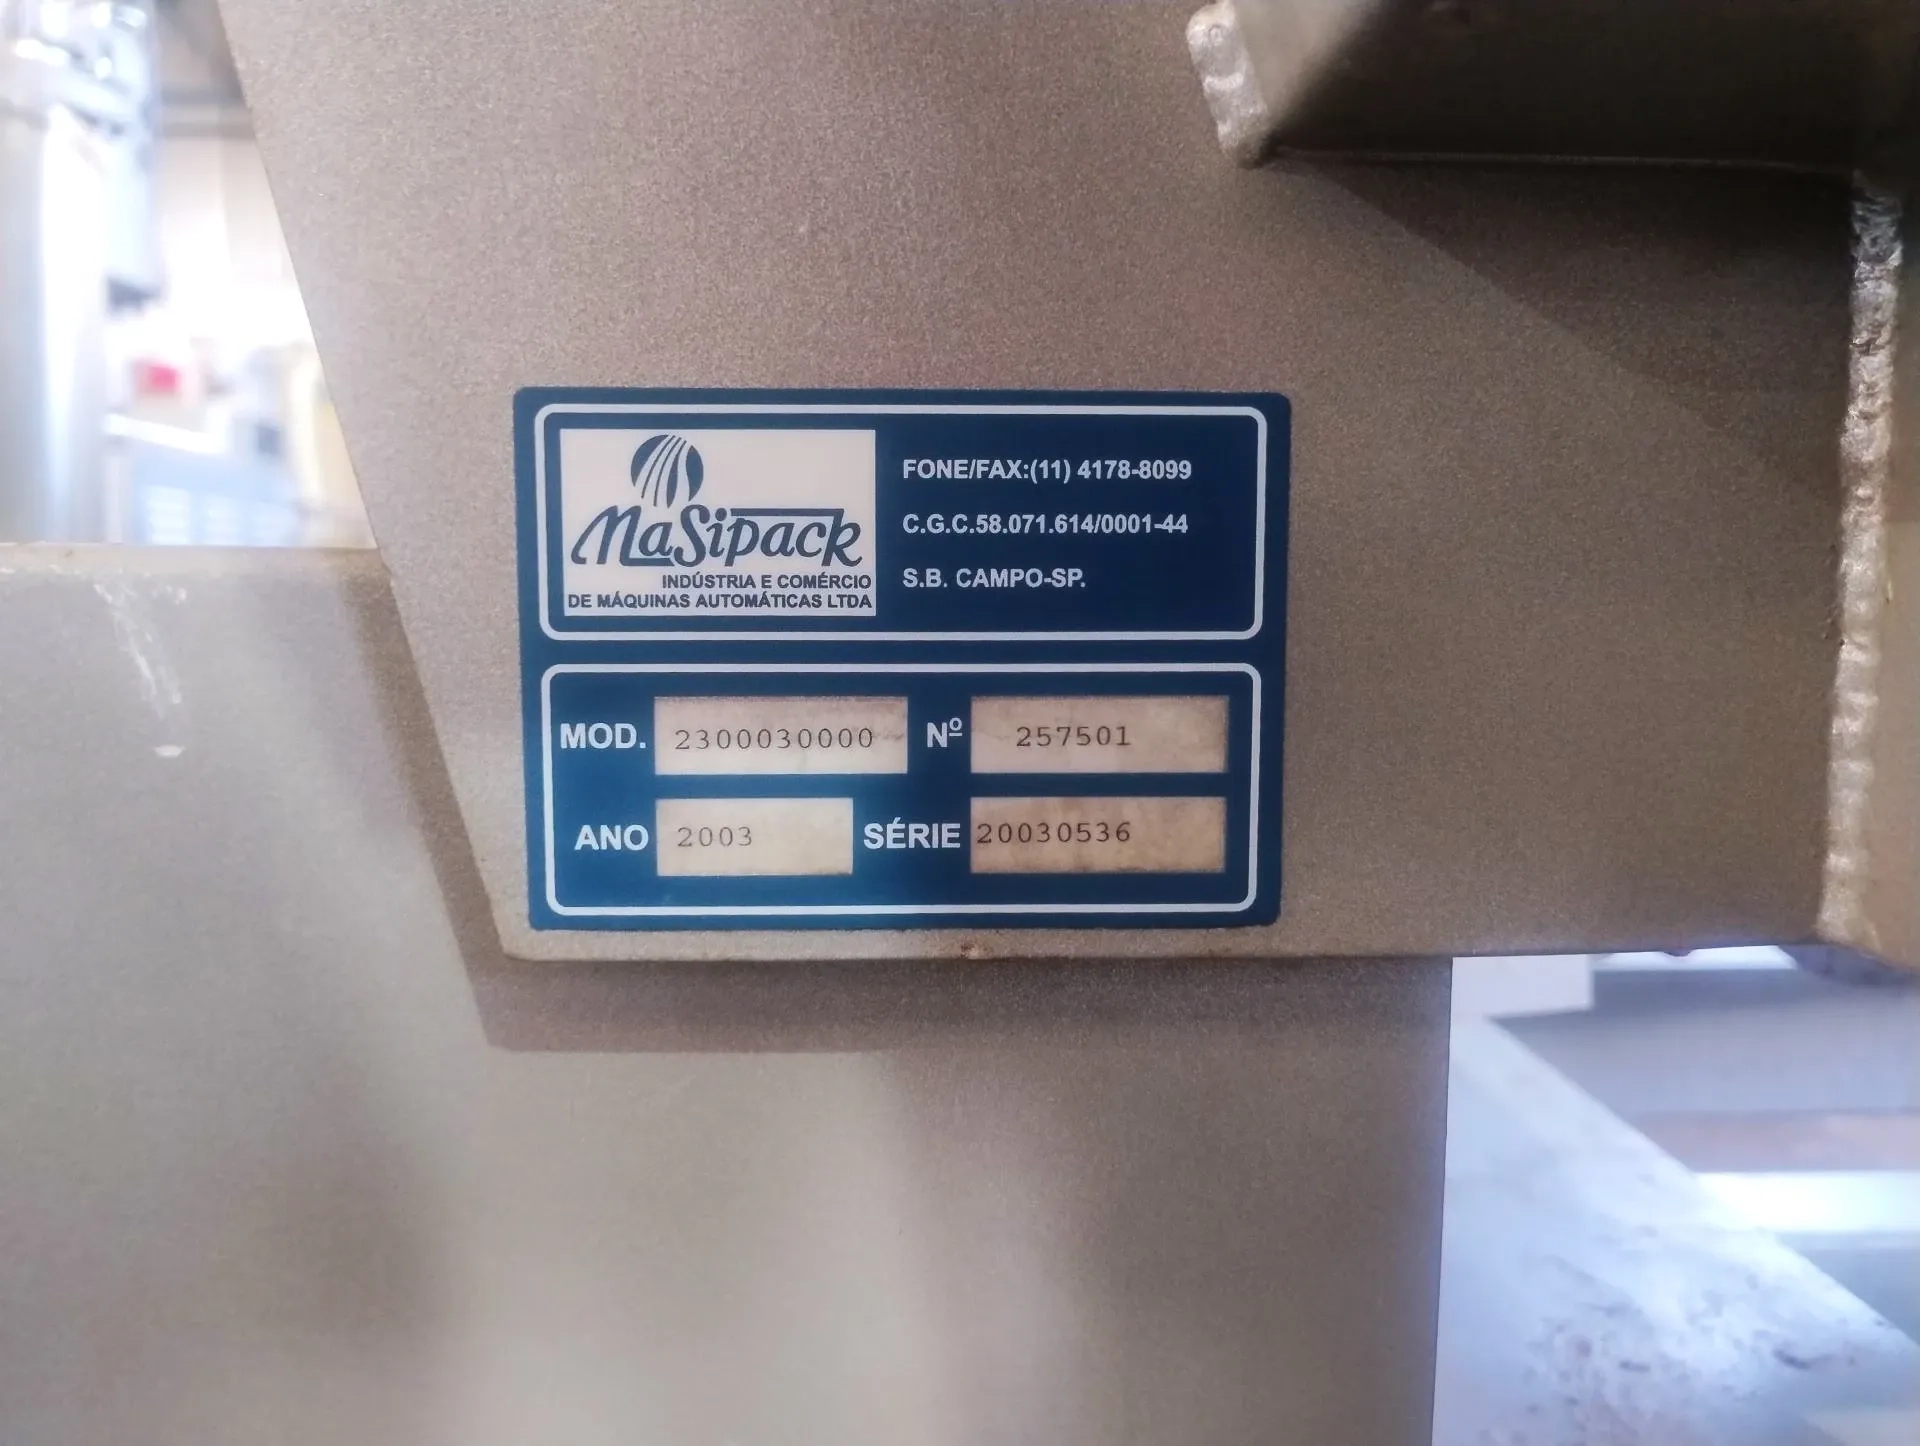 MaSipack
INDÚSTRIA E COMÉRCIO
DE MÁQUINAS AUTOMÁTICAS LTDA
FONE/FAX:(11) 4178-8099
C.G.C.58.071.614/0001-44
S.B. CAMPO-SP.
MOD. 2300030000 Nº 257501
ANO 2003 SÉRIE 20030536